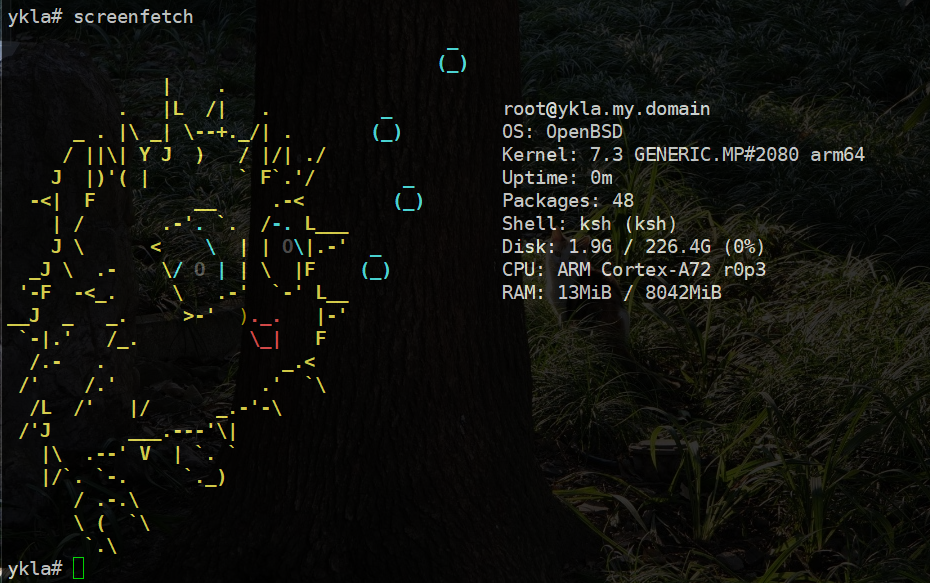 ykla# screenfetch
root@ykla.my.domain
OS: OpenBSD
Kernel: 7.3 GENERIC.MP#2080 arm64
Uptime: 0m
Packages: 48
Shell: ksh (ksh)
Disk: 1.9G / 226.4G (0%)
CPU: ARM Cortex-A72 r0p3
RAM: 13MiB / 8042MiB
ykla#